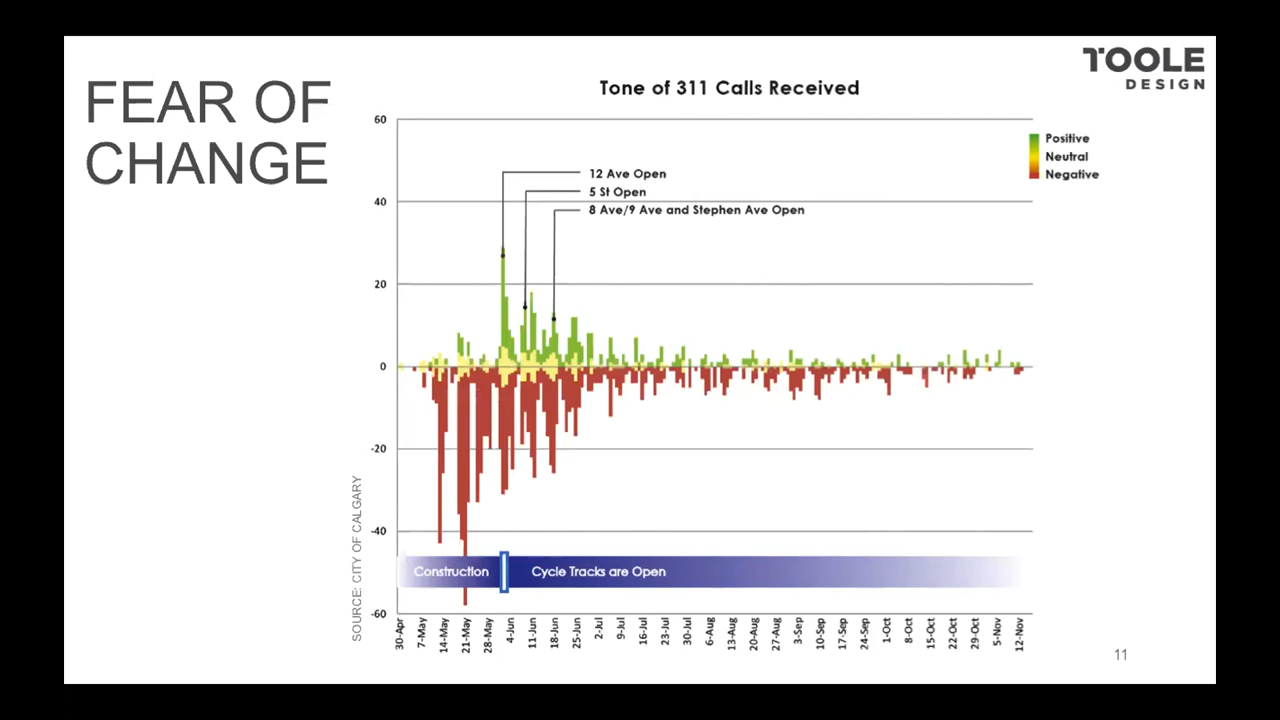 FEAR OF
CHANGE
TOOLE
DESIGN
Tone of 311 Calls Received
60
40
20
0
-20
-40
-60
Positive
Neutral
Negative
12 Ave Open
5 St Open
8 Ave/9 Ave and Stephen Ave Open
Construction
Cycle Tracks are Open
SOURCE: CITY OF CALGARY
30-Apr
7-May
14-May
21-May
28-May
4-Jun
11-Jun
18-Jun
25-Jun
2-Jul
9-Jul
16-Jul
23-Jul
30-Jul
6-Aug
13-Aug
20-Aug
27-Aug
3-Sep
10-Sep
17-Sep
24-Sep
1-Oct
8-Oct
15-Oct
22-Oct
29-Oct
5-Nov
12-Nov
11